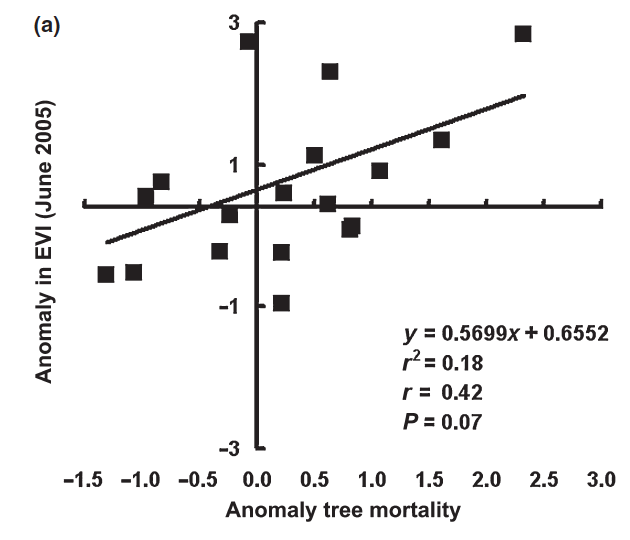 (a)
3
1
−1
−3
Anomaly in EVI (June 2005)
y = 0.5699x + 0.6552
r² = 0.18
r = 0.42
P = 0.07
−1.5 −1.0 −0.5 0.0 0.5 1.0 1.5 2.0 2.5 3.0
Anomaly tree mortality